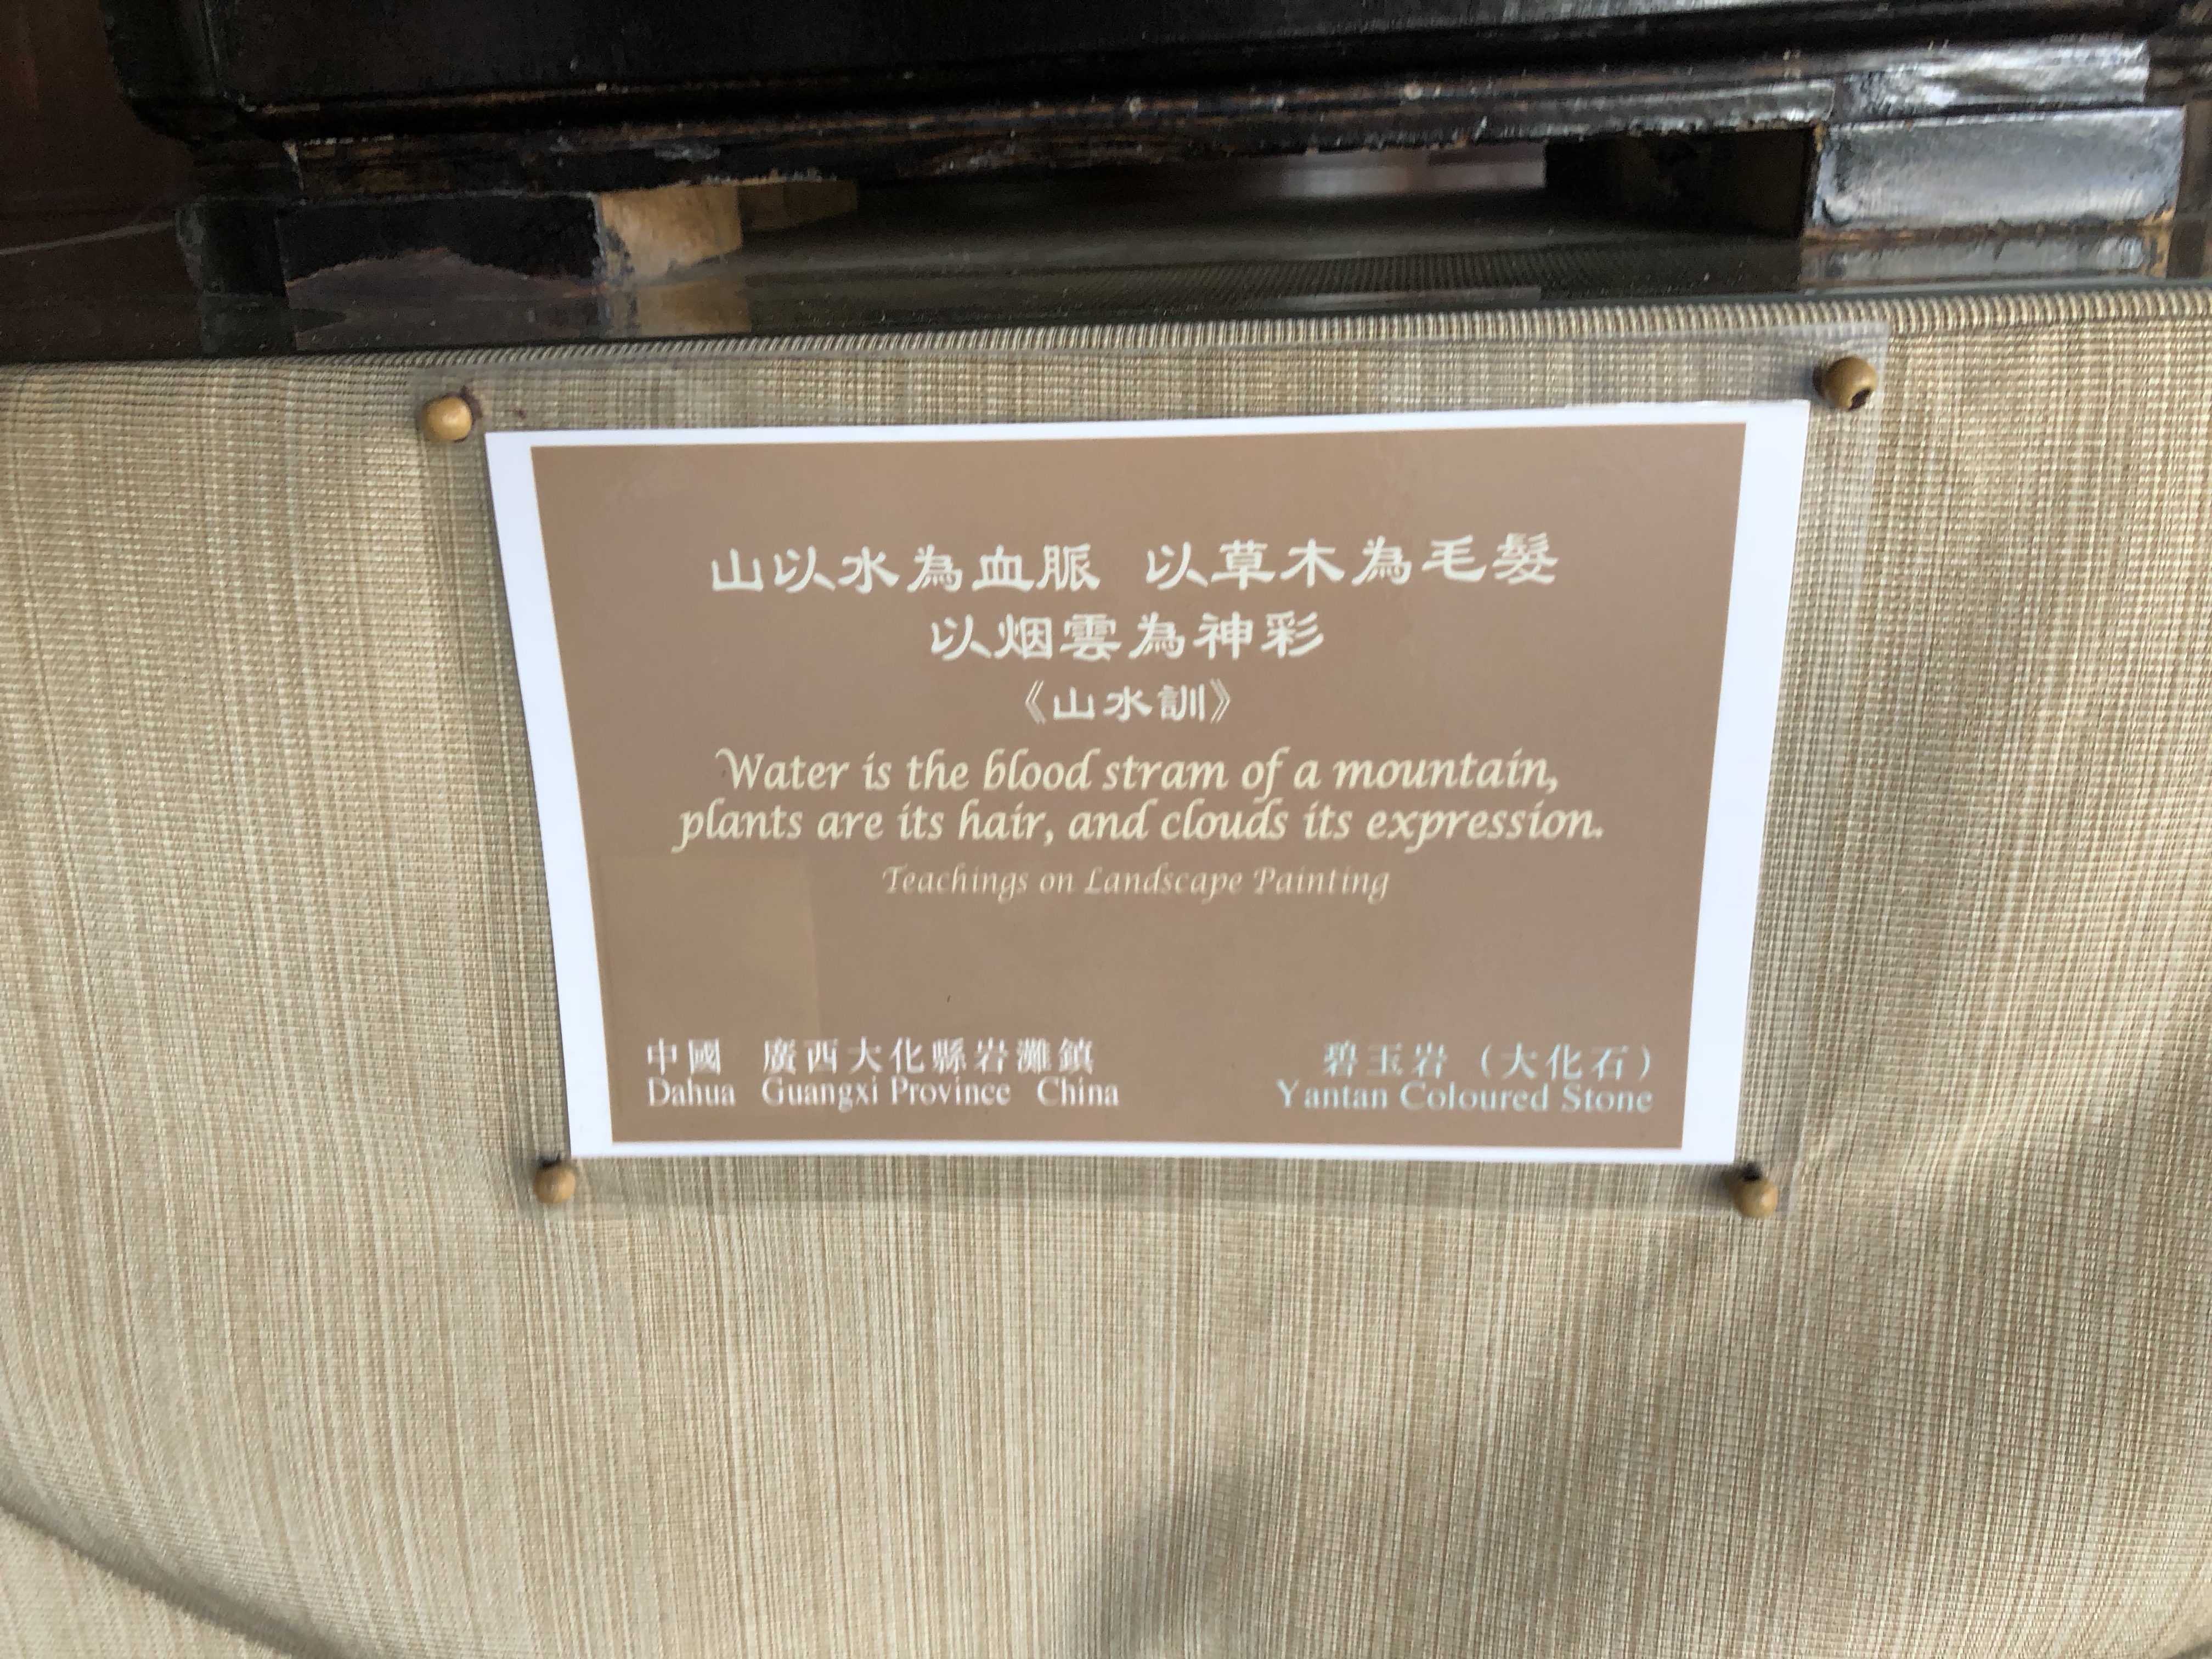 山以水為血脈 以草木為毛髮
以烟雲為神彩
《山水訓》
Water is the blood stram of a mountain,
plants are its hair, and clouds its expression.
Teachings on Landscape Painting
中國 廣西大化縣岩灘鎮
Dahua Guangxi Province China
碧玉岩（大化石）
Yantan Coloured Stone